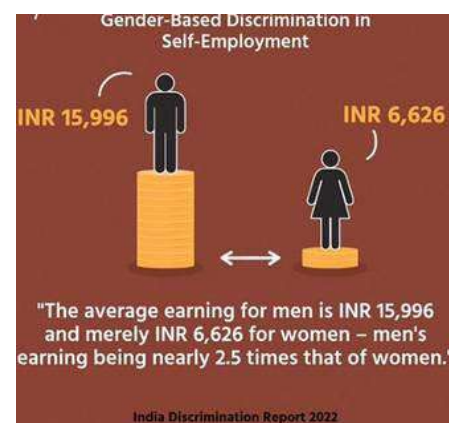 Gender-Based Discrimination in
Self-Employment
INR 15,996
INR 6,626
"The average earning for men is INR 15,996
and merely INR 6,626 for women – men's
earning being nearly 2.5 times that of women."
India Discrimination Report 2022